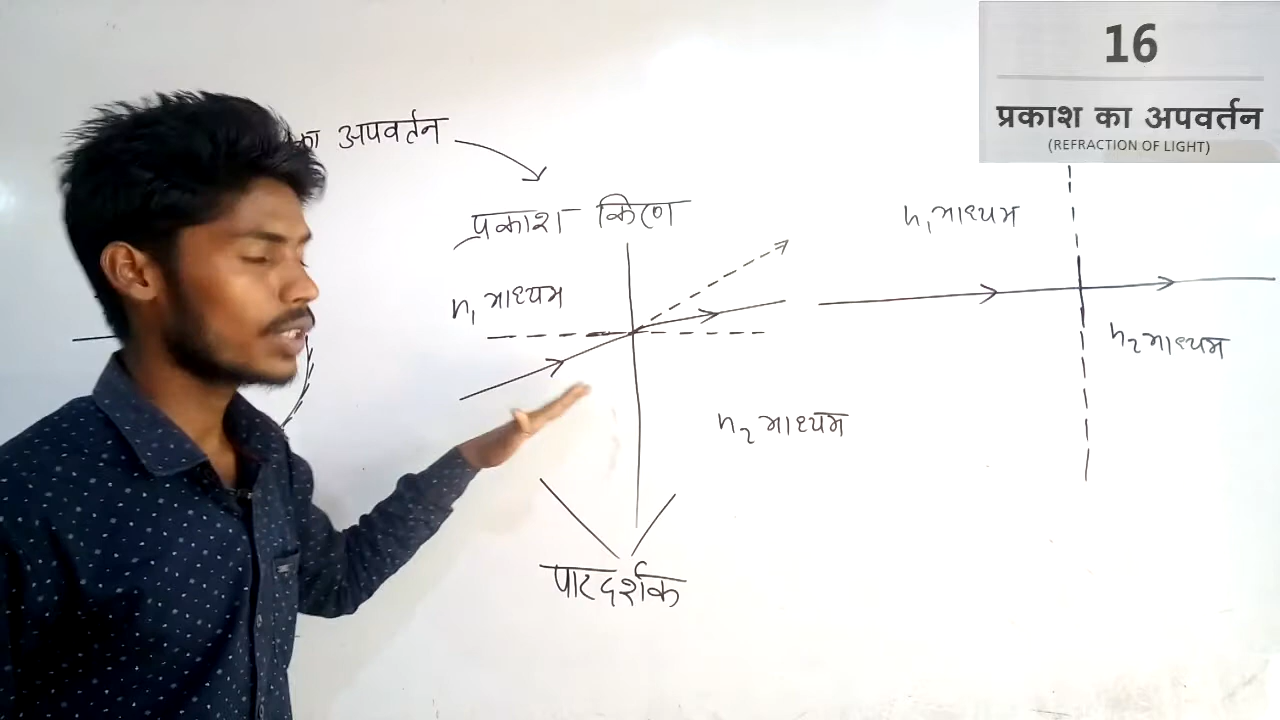 का अपवर्तन
प्रकाश किरण
n₁ माध्यम
n₂ माध्यम
पारदर्शक
n₁ माध्यम
n₂ माध्यम
16
प्रकाश का अपवर्तन
(REFRACTION OF LIGHT)